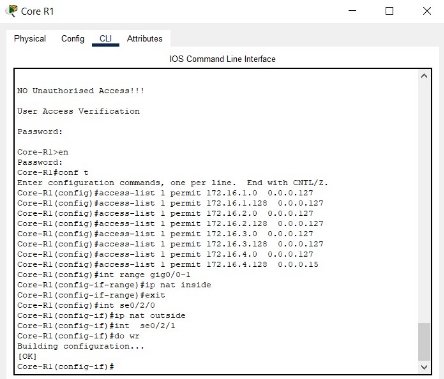 Core R1
Physical Config CLI Attributes
IOS Command Line Interface
NO Unauthorised Access!!!
User Access Verification
Password:
Core-R1>en
Password:
Core-R1#conf t
Enter configuration commands, one per line.  End with CNTL/Z.
Core-R1(config)#access-list 1 permit 172.16.1.0  0.0.0.127
Core-R1(config)#access-list 1 permit 172.16.1.128  0.0.0.127
Core-R1(config)#access-list 1 permit 172.16.2.0  0.0.0.127
Core-R1(config)#access-list 1 permit 172.16.2.128  0.0.0.127
Core-R1(config)#access-list 1 permit 172.16.3.0  0.0.0.127
Core-R1(config)#access-list 1 permit 172.16.3.128  0.0.0.127
Core-R1(config)#access-list 1 permit 172.16.4.0  0.0.0.127
Core-R1(config)#access-list 1 permit 172.16.4.128  0.0.0.15
Core-R1(config)#int range gig0/0-1
Core-R1(config-if-range)#ip nat inside
Core-R1(config-if-range)#exit
Core-R1(config)#int se0/2/0
Core-R1(config-if)#ip nat outside
Core-R1(config-if)#int  se0/2/1
Core-R1(config-if)#do wr
Building configuration...
[OK]
Core-R1(config-if)#